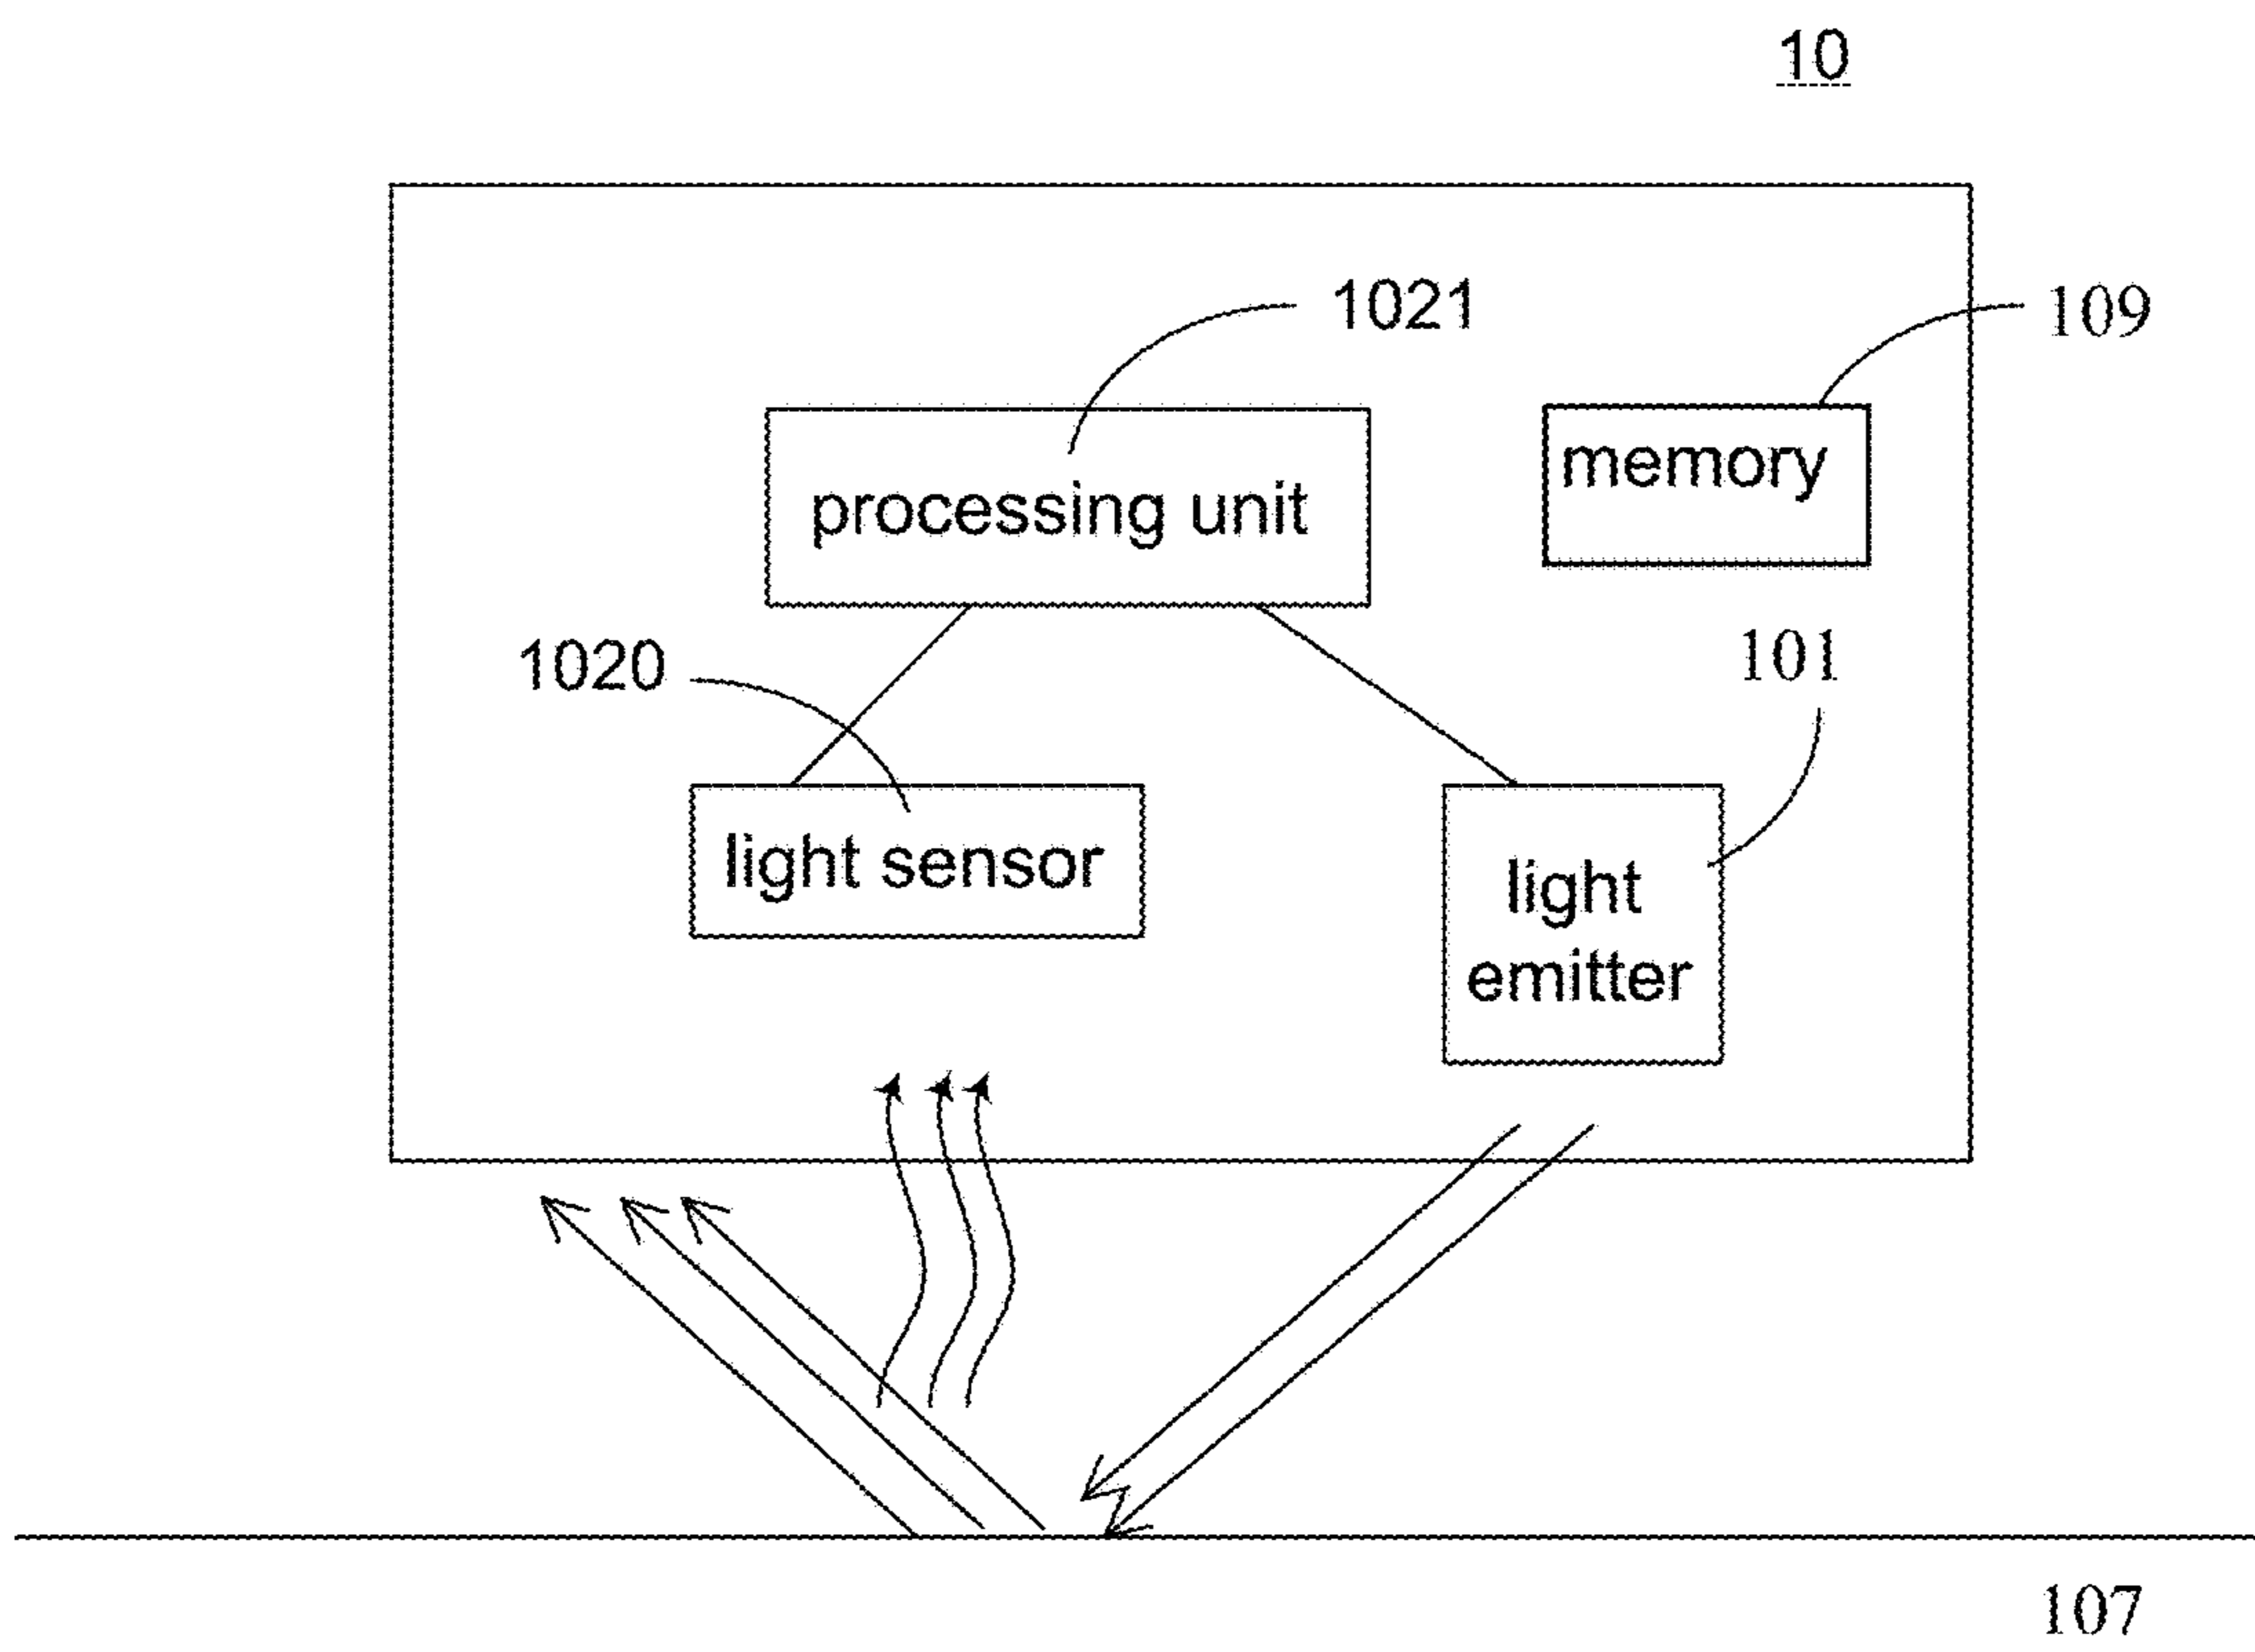 10
1021
109
processing unit
memory
1020
101
light sensor
light
emitter
107